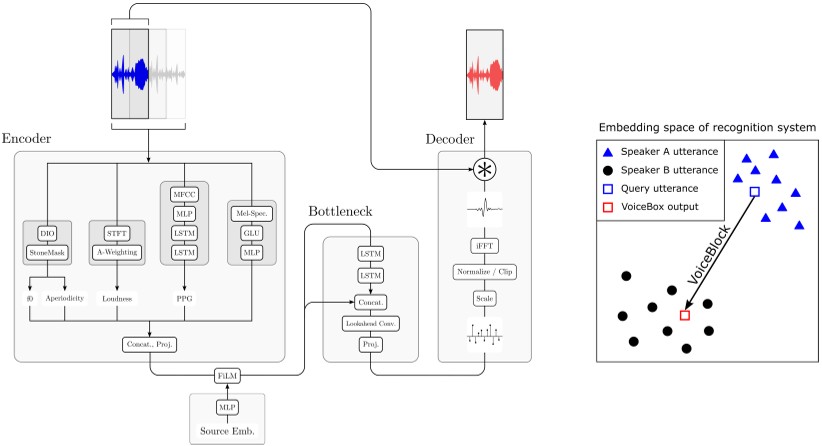 Encoder
DIO
StoneMask
f0
Aperiodicity
STFT
A-Weighting
Loudness
MFCC
MLP
LSTM
LSTM
PPG
Mel-Spec.
GLU
MLP
Concat., Proj.
FiLM
MLP
Source Emb.
Bottleneck
LSTM
LSTM
Concat.
Lookahead Conv.
Proj.
Decoder
iFFT
Normalize / Clip
Scale
Embedding space of recognition system
Speaker A utterance
Speaker B utterance
Query utterance
VoiceBox output
VoiceBlock